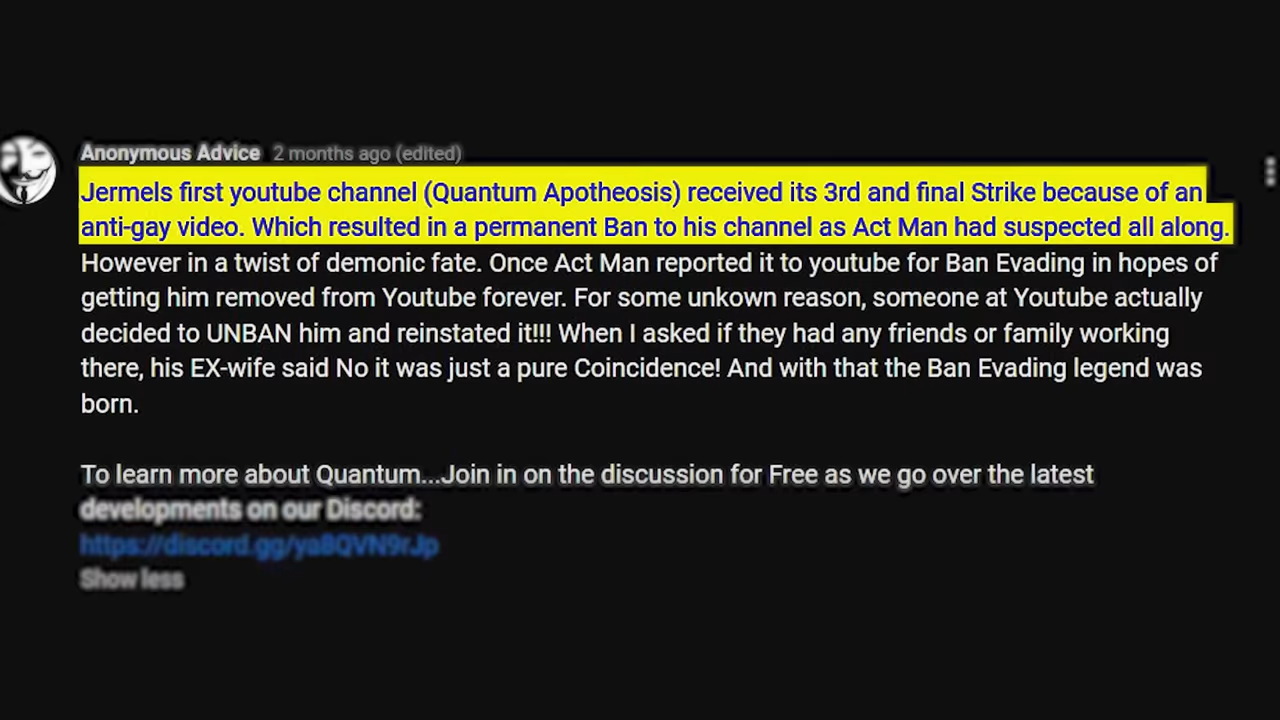 Anonymous Advice 2 months ago (edited)
Jermels first youtube channel (Quantum Apotheosis) received its 3rd and final Strike because of an
anti-gay video. Which resulted in a permanent Ban to his channel as Act Man had suspected all along.
However in a twist of demonic fate. Once Act Man reported it to youtube for Ban Evading in hopes of
getting him removed from Youtube forever. For some unkown reason, someone at Youtube actually
decided to UNBAN him and reinstated it!!! When I asked if they had any friends or family working
there, his EX-wife said No it was just a pure Coincidence! And with that the Ban Evading legend was
born.
To learn more about Quantum...Join in on the discussion for Free as we go over the latest
developments on our Discord:
https://discord.gg/ya8QVN9rJp
Show less